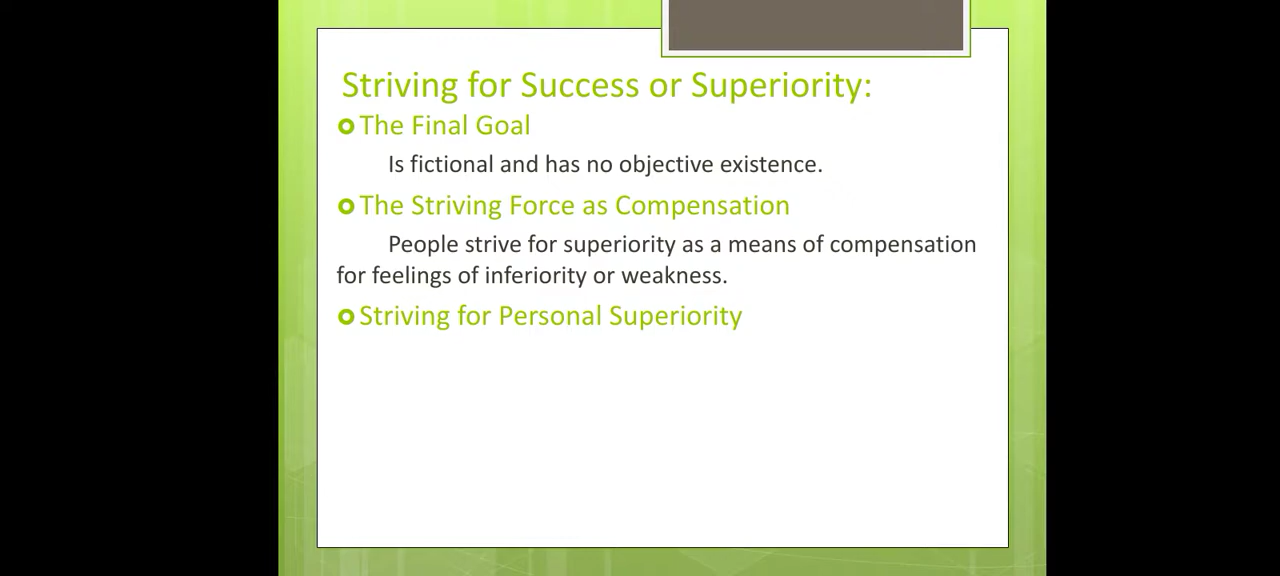 Striving for Success or Superiority:
The Final Goal
Is fictional and has no objective existence.
The Striving Force as Compensation
People strive for superiority as a means of compensation
for feelings of inferiority or weakness.
Striving for Personal Superiority